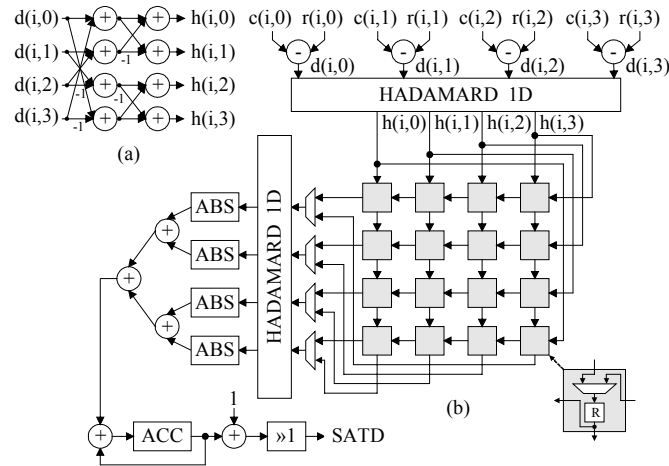 c(i,0) r(i,0) c(i,1) r(i,1) c(i,2) r(i,2) c(i,3) r(i,3)
d(i,0) + + h(i,0)
d(i,1) + -1 + h(i,1)
d(i,2) -1 + -1 + h(i,2)
d(i,3) -1 + + h(i,3)
(a)
- - - -
d(i,0) d(i,1) d(i,2) d(i,3)
HADAMARD 1D
h(i,0) h(i,1) h(i,2) h(i,3)
HADAMARD 1D
ABS
+
ABS
+
ABS
+
ABS
(b)
R
1
+ ACC + »1 SATD